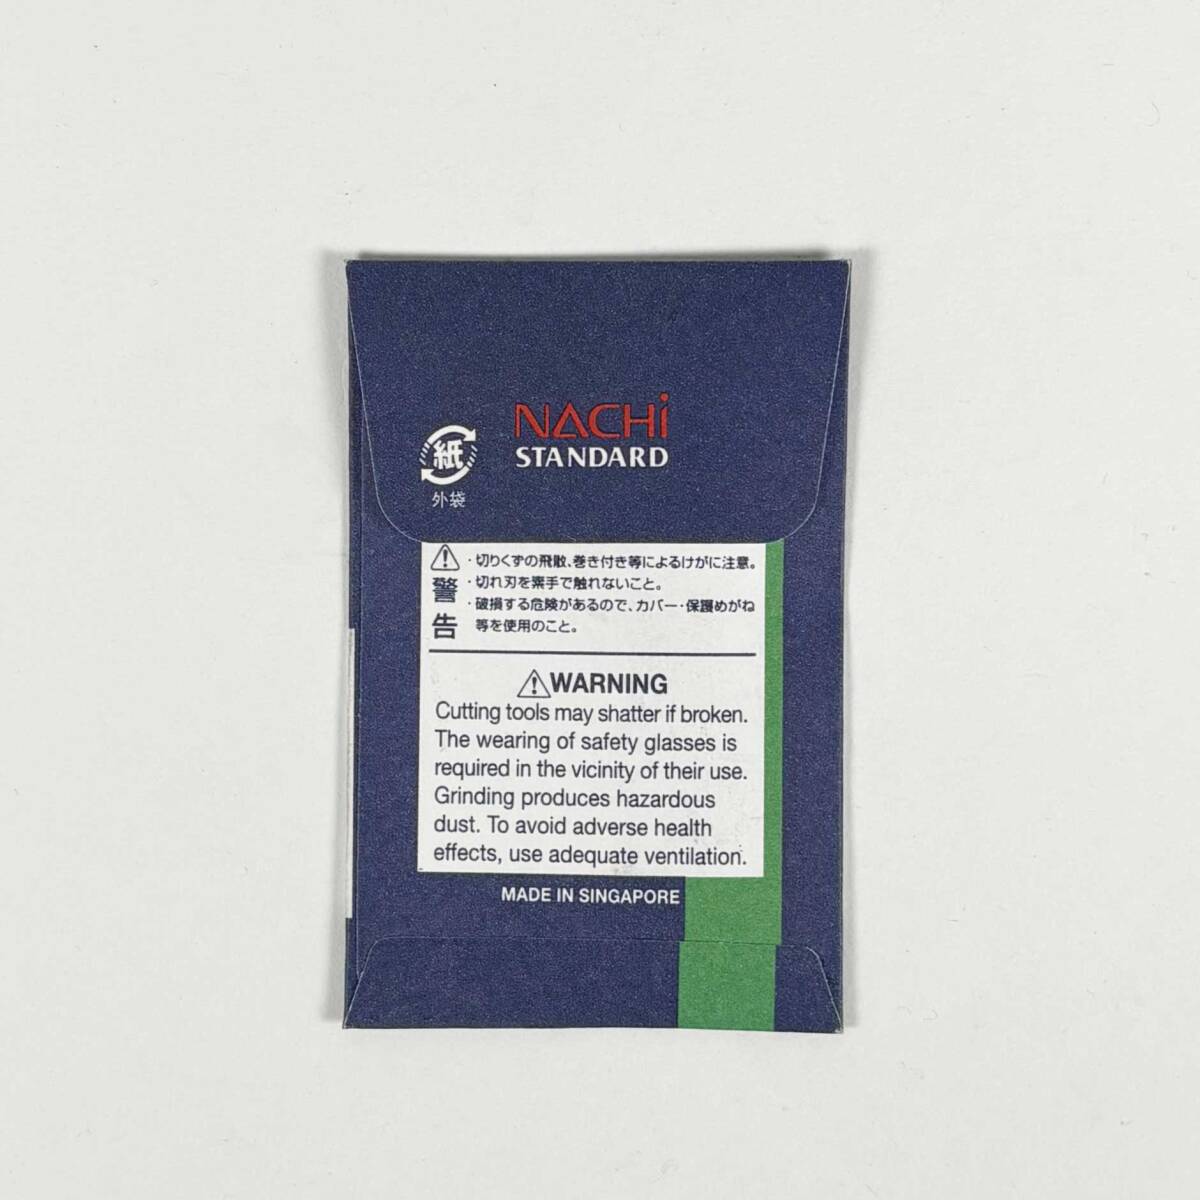 NACHi
STANDARD
紙
外袋
警告
・切りくずの飛散、巻き付き等によるけがに注意。
・切れ刃を素手で触れないこと。
・破損する危険があるので、カバー・保護めがね
等を使用のこと。
WARNING
Cutting tools may shatter if broken.
The wearing of safety glasses is
required in the vicinity of their use.
Grinding produces hazardous
dust. To avoid adverse health
effects, use adequate ventilation.
MADE IN SINGAPORE